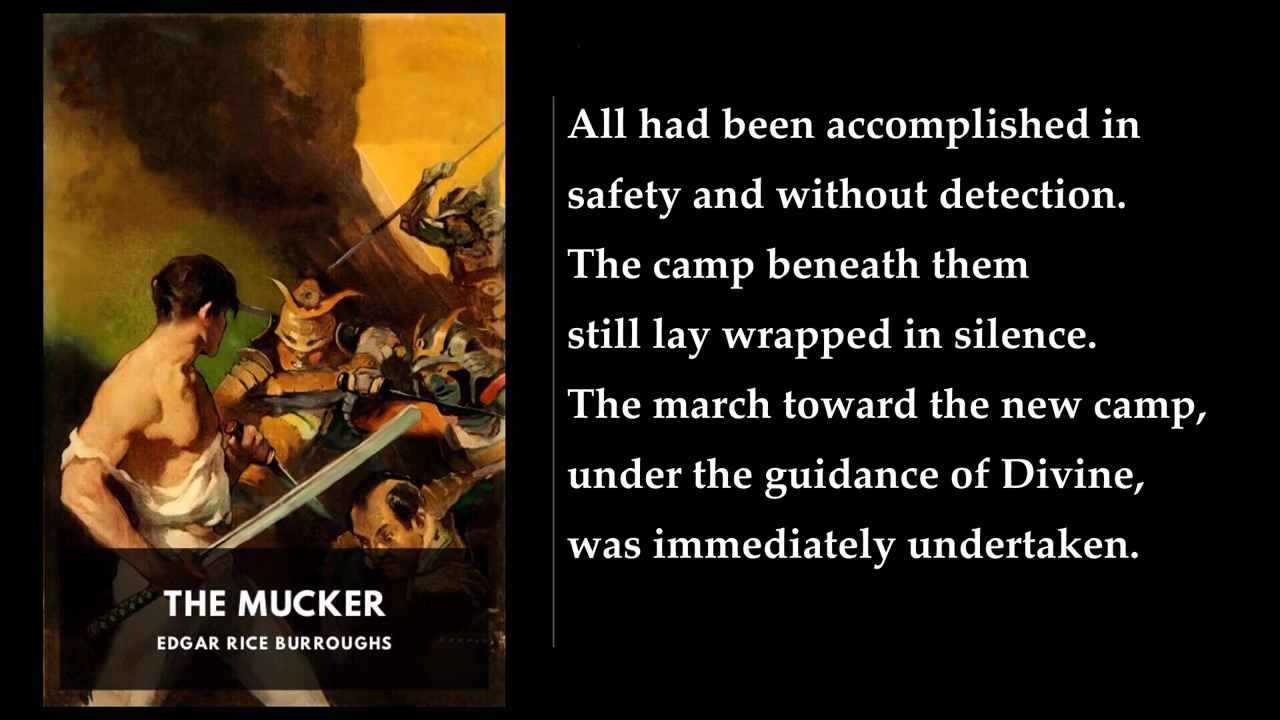 All had been accomplished in
safety and without detection.
The camp beneath them
still lay wrapped in silence.
The march toward the new camp,
under the guidance of Divine,
was immediately undertaken.
THE MUCKER
EDGAR RICE BURROUGHS